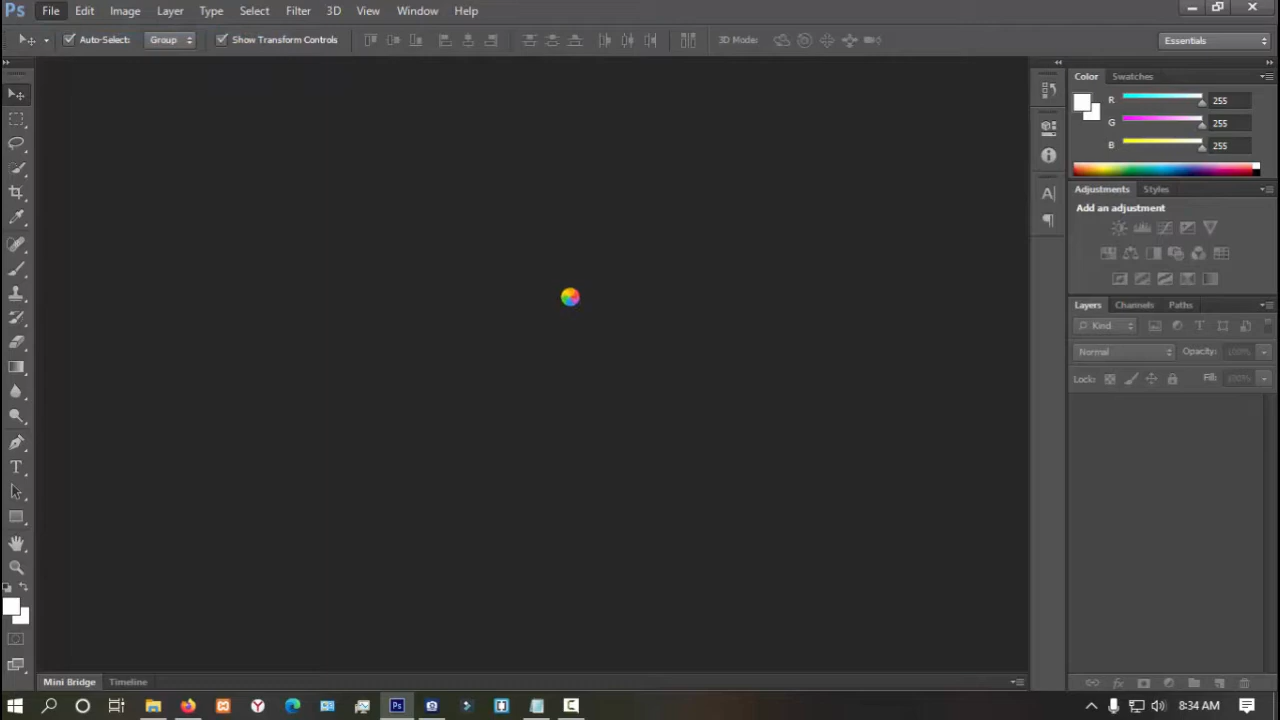 Ps File Edit Image Layer Type Select Filter 3D View Window Help
Auto-Select: Group Show Transform Controls 3D Mode: Essentials
Color Swatches
R 255
G 255
B 255
Adjustments Styles
Add an adjustment
Layers Channels Paths
Kind
Normal Opacity: 100%
Lock: Fill: 100%
Mini Bridge Timeline
8:34 AM